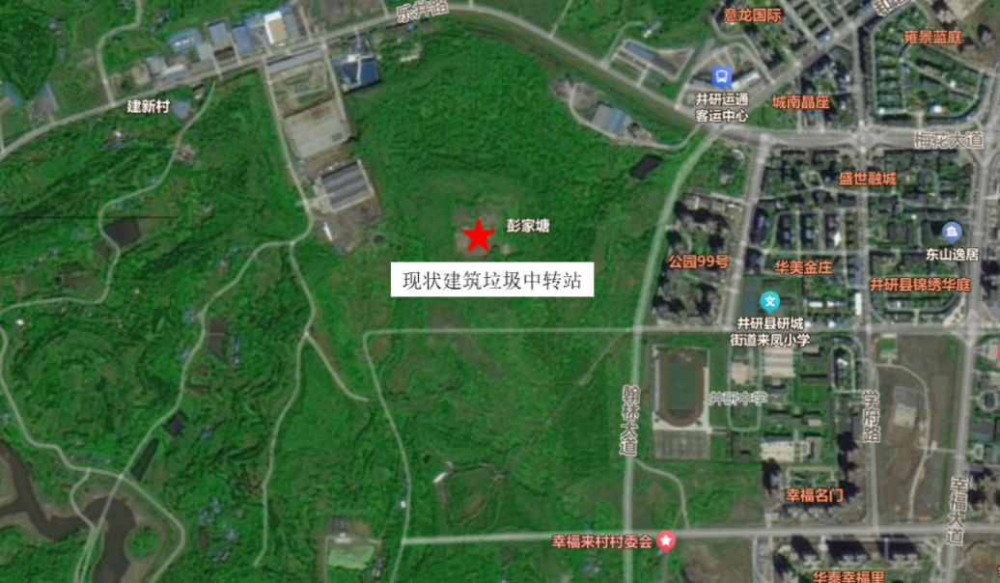 乐井路
意龙国际
雍景蓝庭
建新村
井研运通
客运中心
城南晶座
梅花大道
盛世融城
彭家塘
东山逸居
公园99号
华美金庄
井研县锦绣华庭
现状建筑垃圾中转站
文
井研县研城
街道来凤小学
翰林大道
井研中学
学府路
幸福大道
幸福名门
幸福来村村委会
华泰幸福里